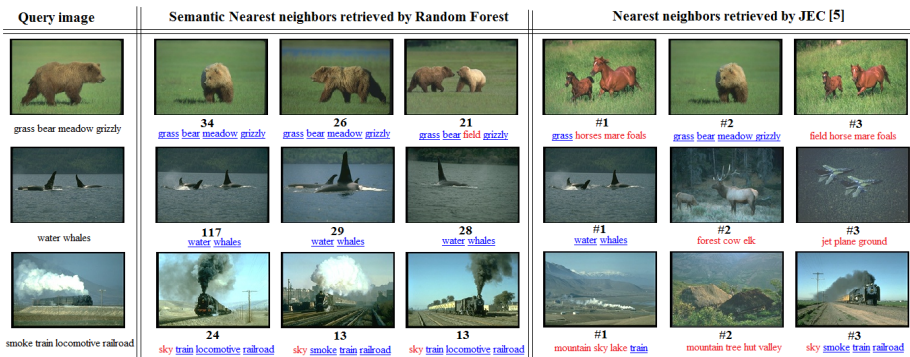 Query image
Semantic Nearest neighbors retrieved by Random Forest
Nearest neighbors retrieved by JEC [5]
grass bear meadow grizzly
34
grass bear meadow grizzly
26
grass bear meadow grizzly
21
grass bear field grizzly
#1
grass horses mare foals
#2
grass bear meadow grizzly
#3
field horse mare foals
water whales
117
water whales
29
water whales
28
water whales
#1
water whales
#2
forest cow elk
#3
jet plane ground
smoke train locomotive railroad
24
sky train locomotive railroad
13
sky smoke train railroad
13
sky train locomotive railroad
#1
mountain sky lake train
#2
mountain tree hut valley
#3
sky smoke train railroad